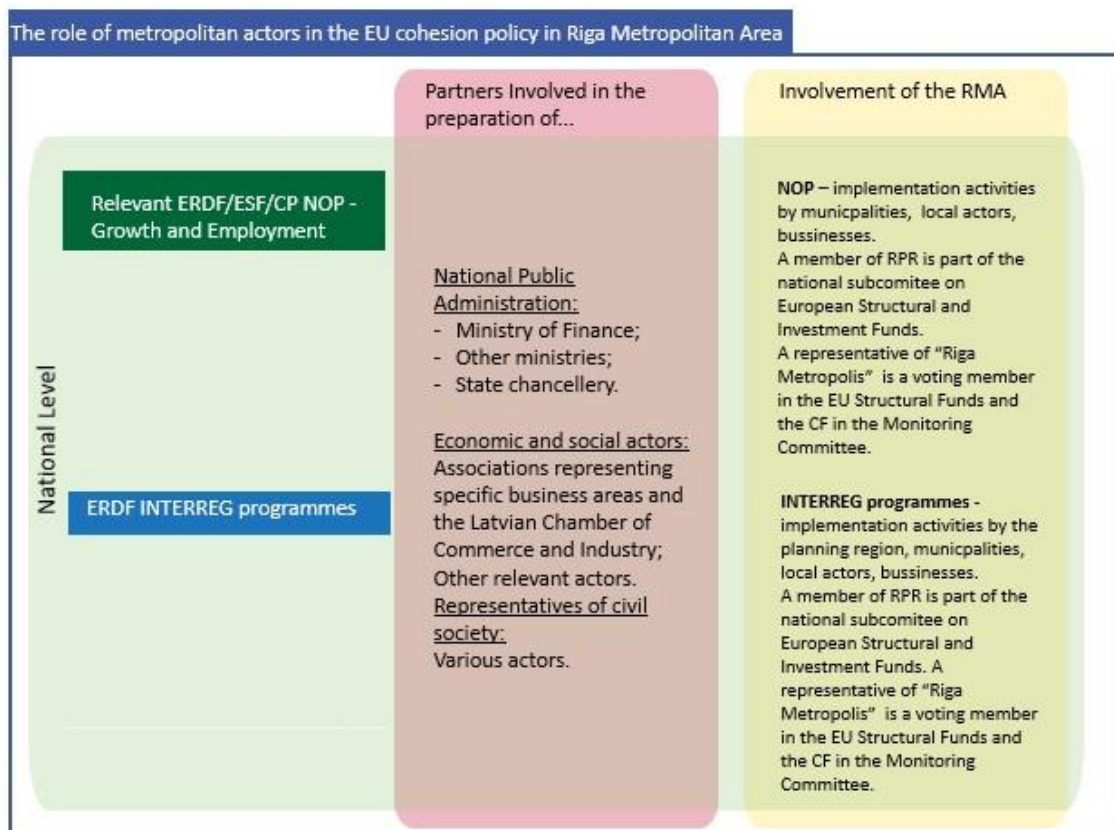 The role of metropolitan actors in the EU cohesion policy in Riga Metropolitan Area
Partners Involved in the
preparation of...
Involvement of the RMA
National Level
Relevant ERDF/ESF/CP NOP -
Growth and Employment
ERDF INTERREG programmes
National Public
Administration:
- Ministry of Finance;
- Other ministries;
- State chancellery.
Economic and social actors:
Associations representing
specific business areas and
the Latvian Chamber of
Commerce and Industry;
Other relevant actors.
Representatives of civil
society:
Various actors.
NOP – implementation activities
by municpalities, local actors,
bussinesses.
A member of RPR is part of the
national subcomitee on
European Structural and
Investment Funds.
A representative of “Riga
Metropolis” is a voting member
in the EU Structural Funds and
the CF in the Monitoring
Committee.
INTERREG programmes -
implementation activities by the
planning region, municpalities,
local actors, bussinesses.
A member of RPR is part of the
national subcomitee on
European Structural and
Investment Funds. A
representative of “Riga
Metropolis” is a voting member
in the EU Structural Funds and
the CF in the Monitoring
Committee.